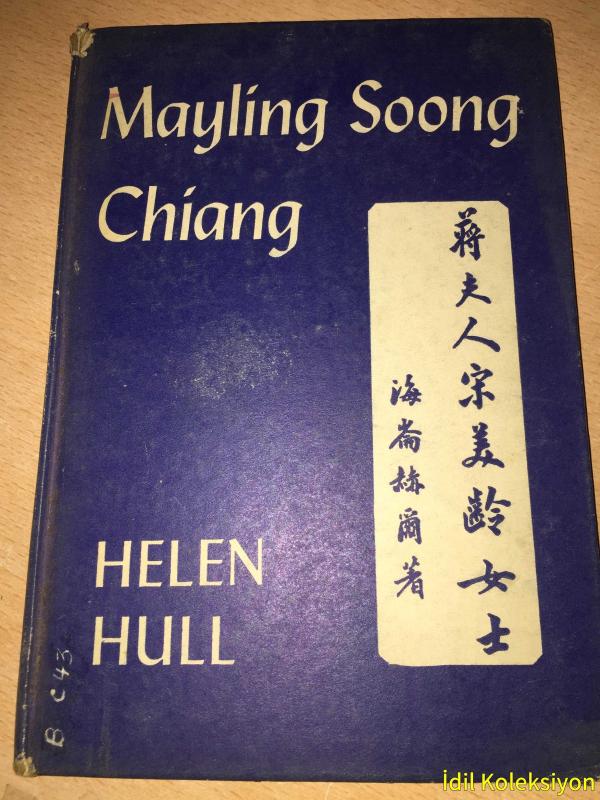 Mayling Soong
Chiang
蔣夫人宋美齡女士
海崙赫爾著
HELEN
HULL
B C43
İdil Koleksiyon